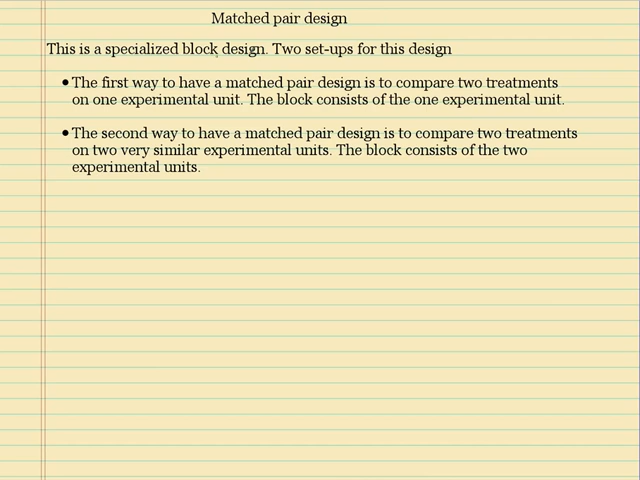 Matched pair design
This is a specialized block design. Two set-ups for this design
• The first way to have a matched pair design is to compare two treatments
on one experimental unit. The block consists of the one experimental unit.
• The second way to have a matched pair design is to compare two treatments
on two very similar experimental units. The block consists of the two
experimental units.